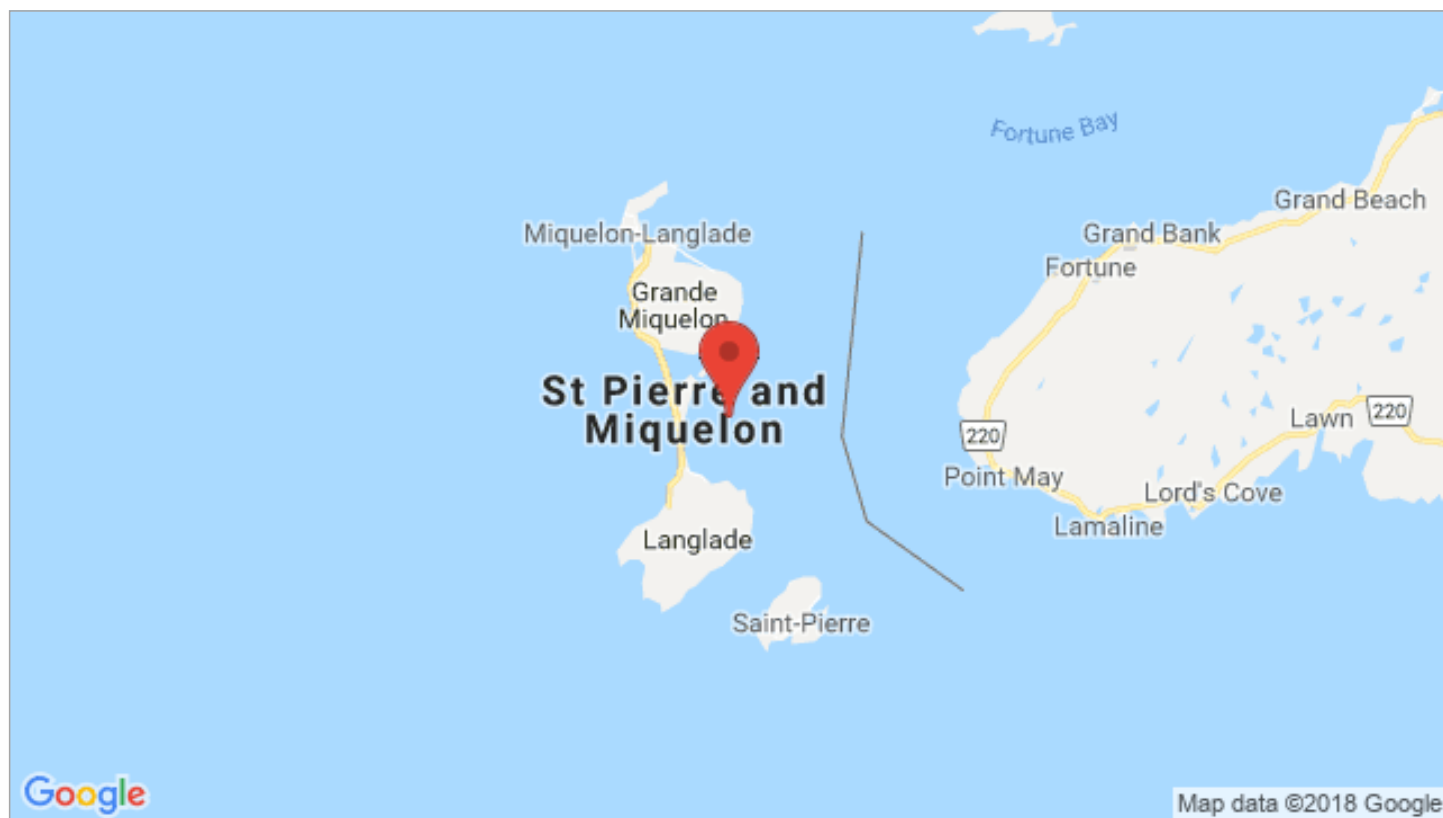 Fortune Bay
Grand Beach
Miquelon-Langlade
Grand Bank
Fortune
Grande
Miquelon
St Pierre and
Miquelon
220
Lawn
220
Point May
Lord's Cove
Lamaline
Langlade
Saint-Pierre
Google
Map data ©2018 Google